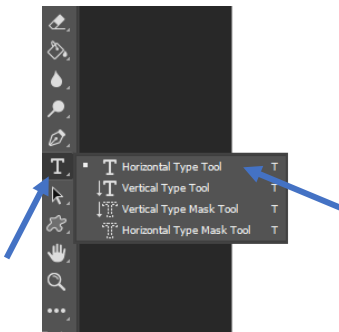 T Horizontal Type Tool T
T Vertical Type Tool T
T Vertical Type Mask Tool T
T Horizontal Type Mask Tool T